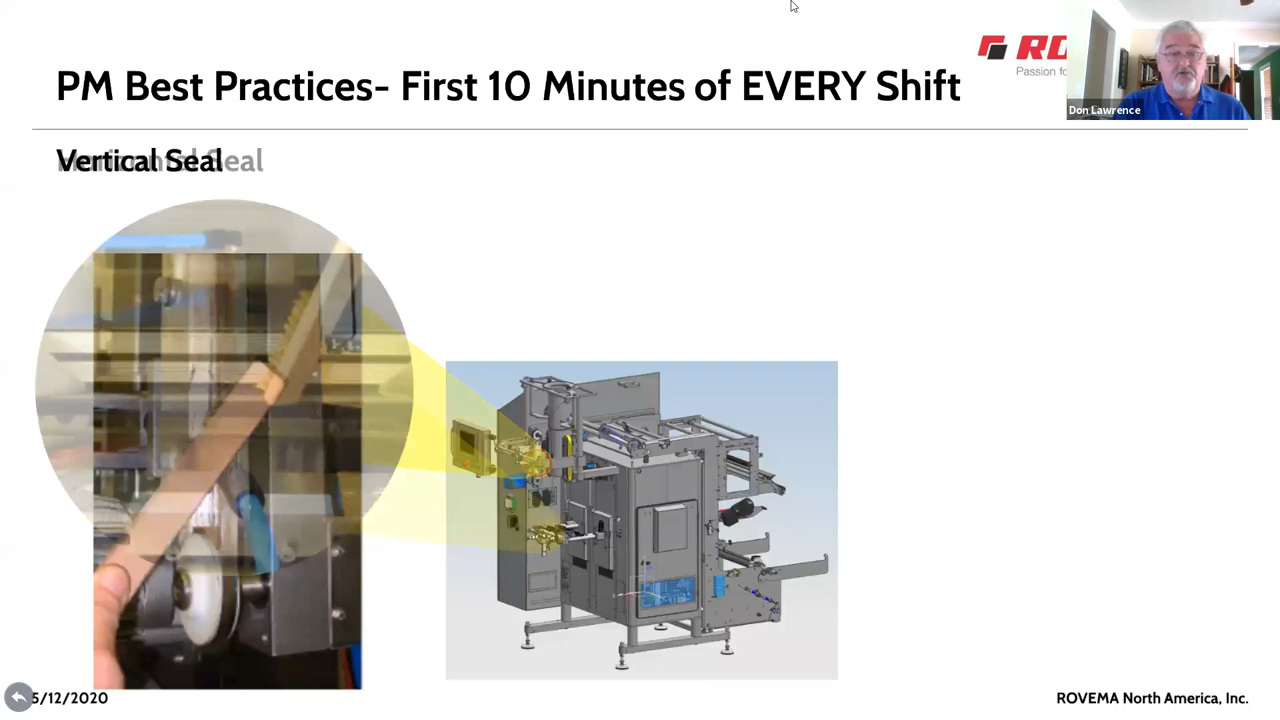 PM Best Practices- First 10 Minutes of EVERY Shift
Passion fo
Don Lawrence
Vertical Seal
Seal
5/12/2020
ROVEMA North America, Inc.